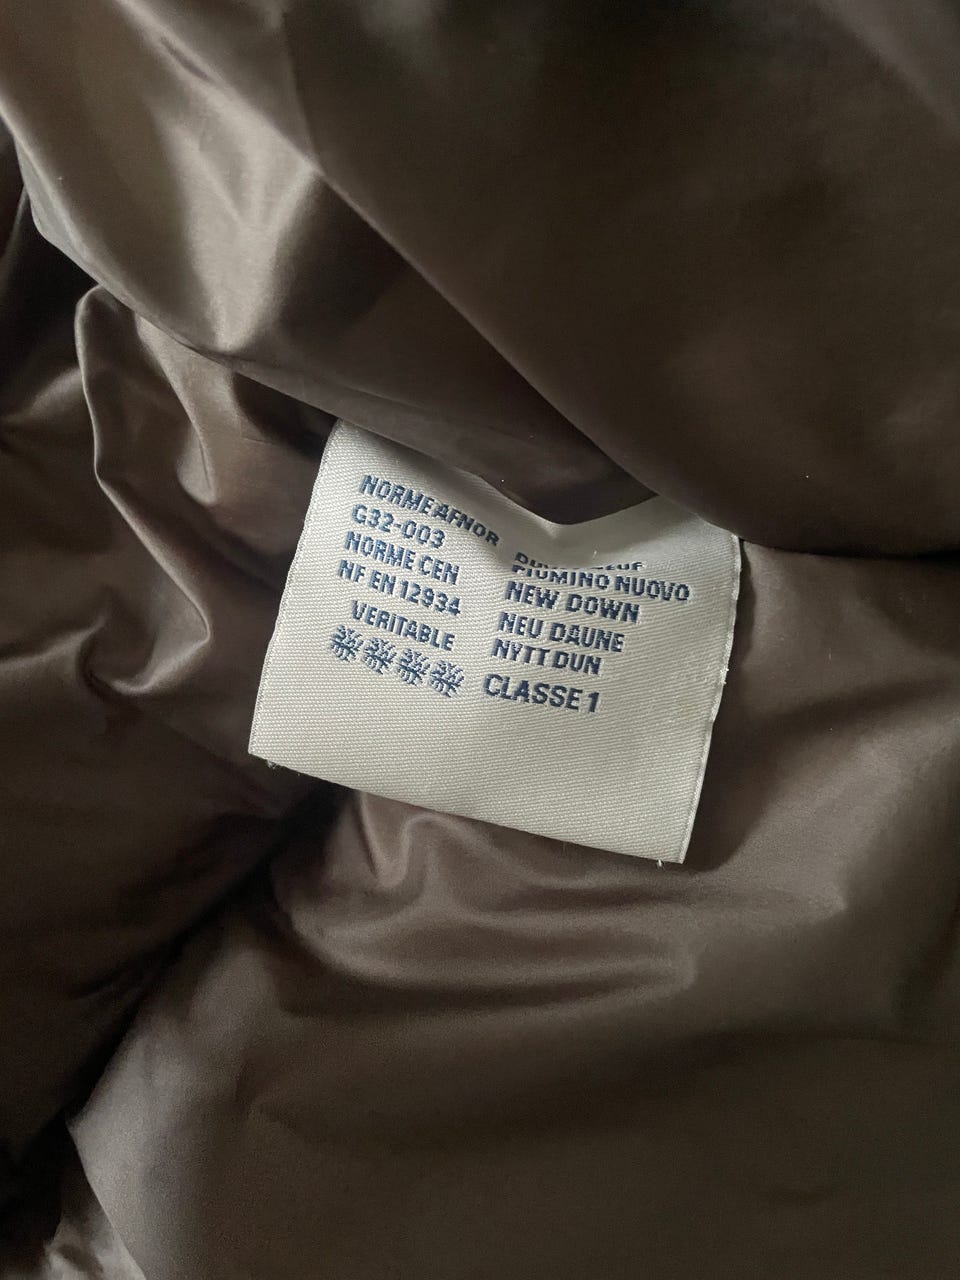 NORME AFNOR
G32-003
NORME CEN
NF EN 12934
VERITABLE
PIUMINO NUOVO
NEW DOWN
NEU DAUNE
NYTT DUN
CLASSE 1